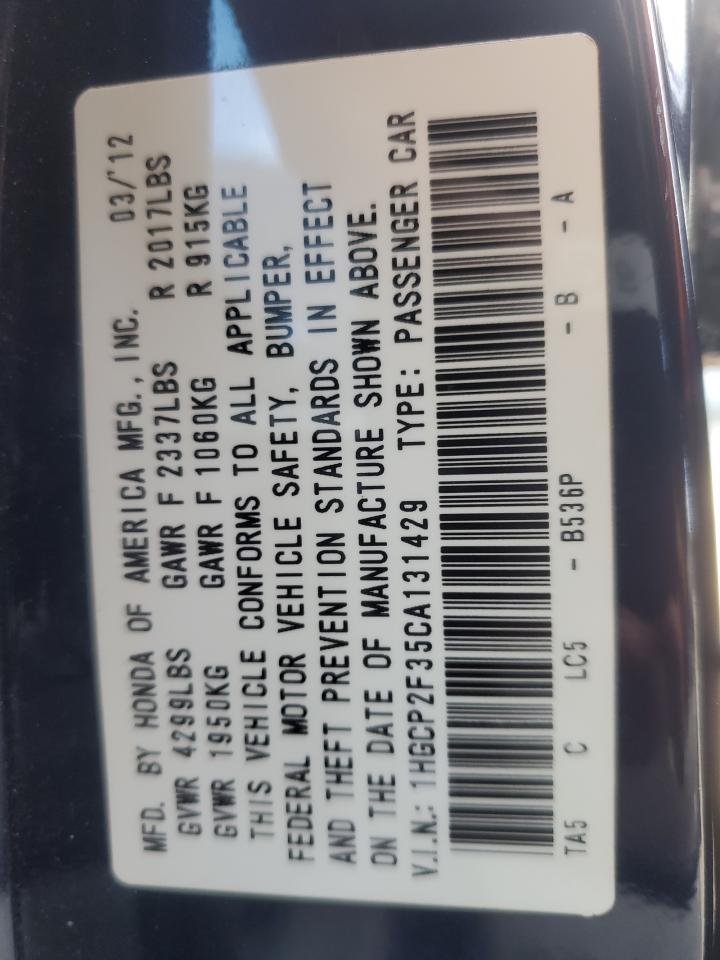 MFD. BY HONDA OF AMERICA MFG., INC. 03/'12
GVWR 4299LBS GAWR F 2337LBS R 2017LBS
GVWR 1950KG GAWR F 1060KG R 915KG
THIS VEHICLE CONFORMS TO ALL APPLICABLE
FEDERAL MOTOR VEHICLE SAFETY, BUMPER,
AND THEFT PREVENTION STANDARDS IN EFFECT
ON THE DATE OF MANUFACTURE SHOWN ABOVE.
V.I.N.: 1HGCP2F35CA131429 TYPE: PASSENGER CAR
TA5 C LC5 - B536P - B - A